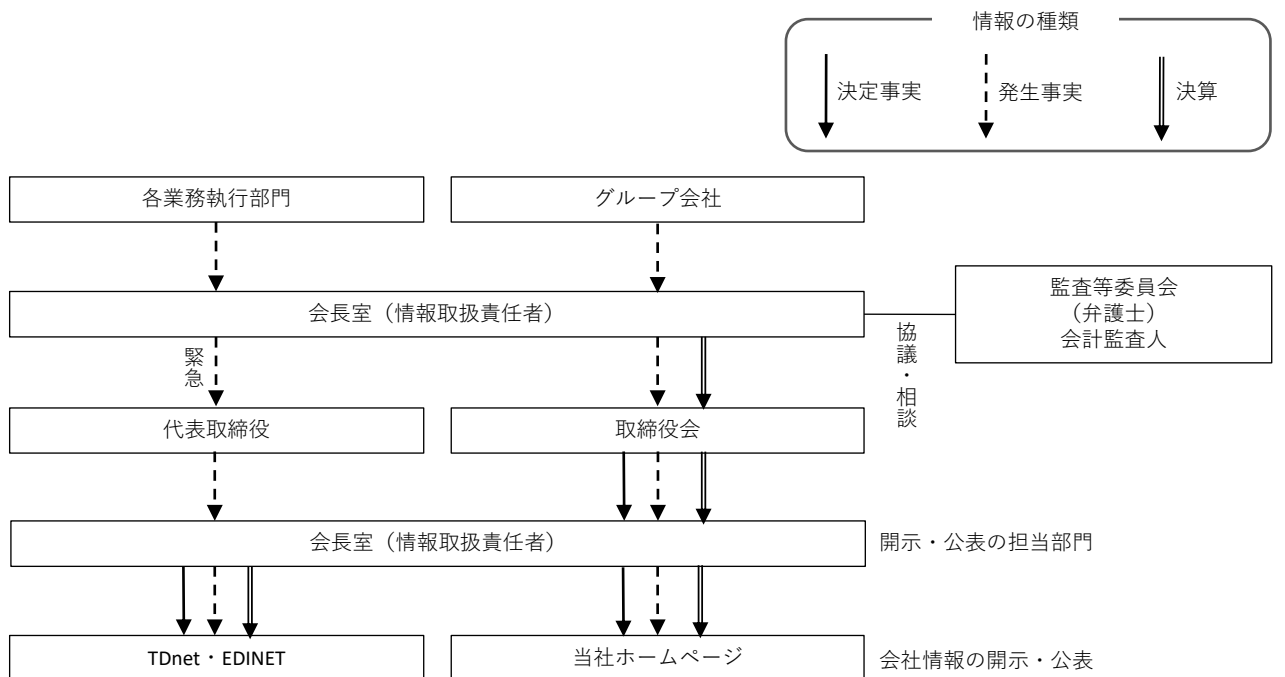 情報の種類
決定事実
発生事実
決算
各業務執行部門
グループ会社
会長室（情報取扱責任者）
監査等委員会
（弁護士）
会計監査人
協議・相談
緊急
代表取締役
取締役会
会長室（情報取扱責任者）
開示・公表の担当部門
TDnet・EDINET
当社ホームページ
会社情報の開示・公表